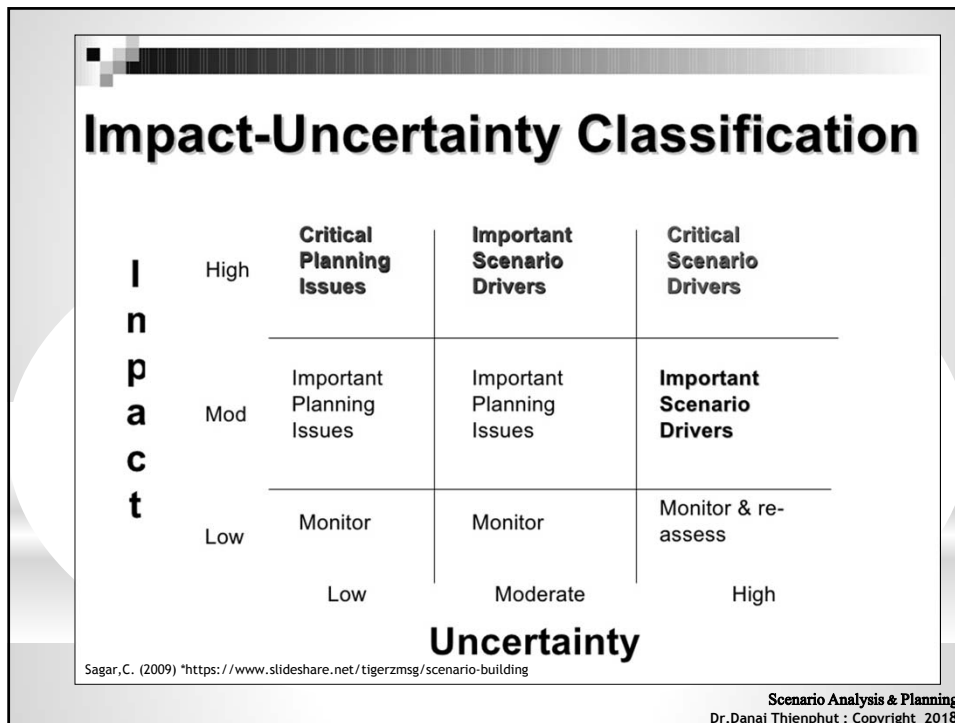 Impact-Uncertainty Classification
Impact
High
Critical
Planning
Issues
Important
Scenario
Drivers
Critical
Scenario
Drivers
Mod
Important
Planning
Issues
Important
Planning
Issues
Important
Scenario
Drivers
Low
Monitor
Monitor
Monitor & re-
assess
Low
Moderate
High
Uncertainty
Sagar,C. (2009) *https://www.slideshare.net/tigerzmsg/scenario-building
Scenario Analysis & Planning
Dr.Danai Thienphut : Copyright 2018